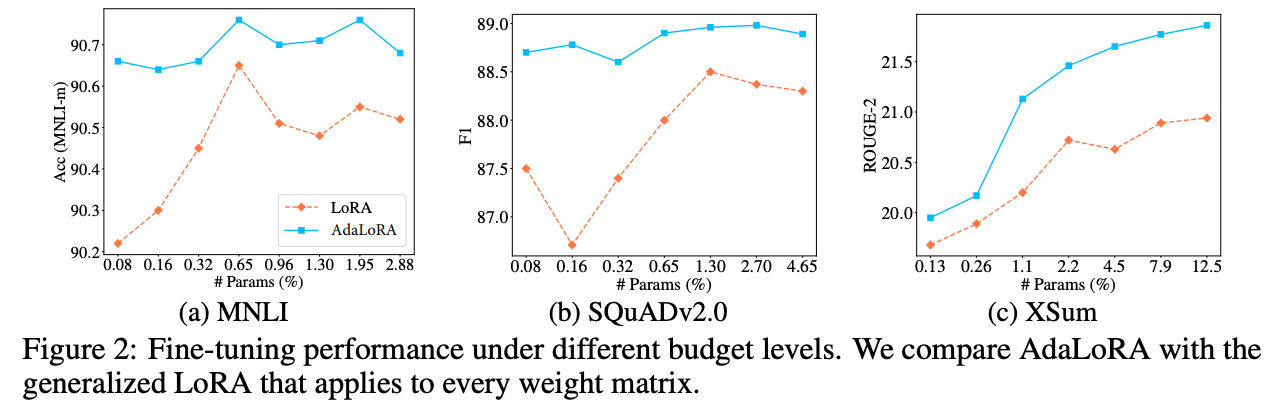 90.7
90.6
90.5
90.4
90.3
90.2
Acc (MNLI-m)
LoRA
AdaLoRA
0.08 0.16 0.32 0.65 0.96 1.30 1.95 2.88
# Params (%)
(a) MNLI
89.0
88.5
88.0
87.5
87.0
F1
0.08 0.16 0.32 0.65 1.30 2.70 4.65
# Params (%)
(b) SQuADv2.0
21.5
21.0
20.5
20.0
ROUGE-2
0.13 0.26 1.1 2.2 4.5 7.9 12.5
# Params (%)
(c) XSum
Figure 2: Fine-tuning performance under different budget levels. We compare AdaLoRA with the
generalized LoRA that applies to every weight matrix.